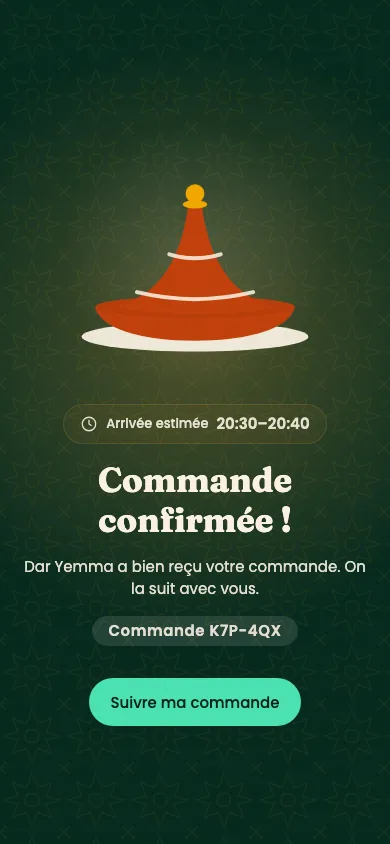 Arrivée estimée 20:30–20:40
Commande
confirmée !
Dar Yemma a bien reçu votre commande. On
la suit avec vous.
Commande K7P-4QX
Suivre ma commande